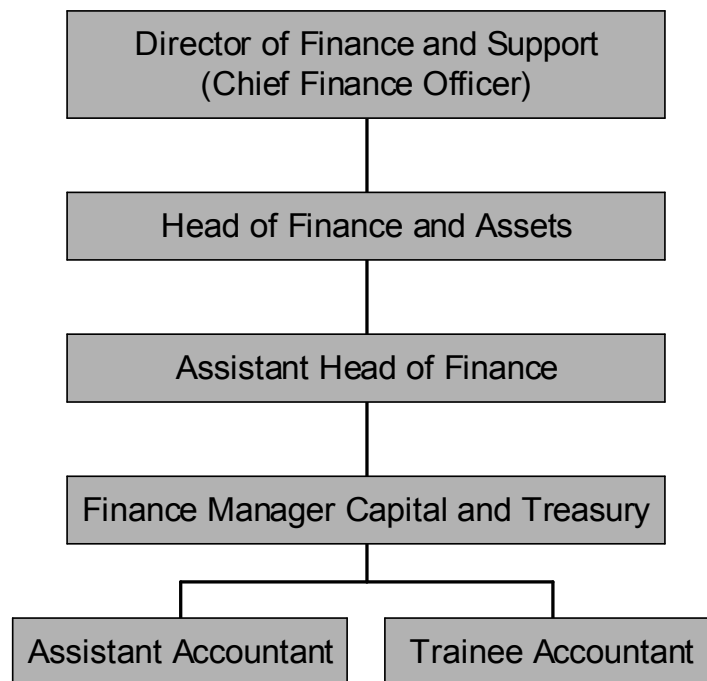 Director of Finance and Support
(Chief Finance Officer)
Head of Finance and Assets
Assistant Head of Finance
Finance Manager Capital and Treasury
Assistant Accountant
Trainee Accountant